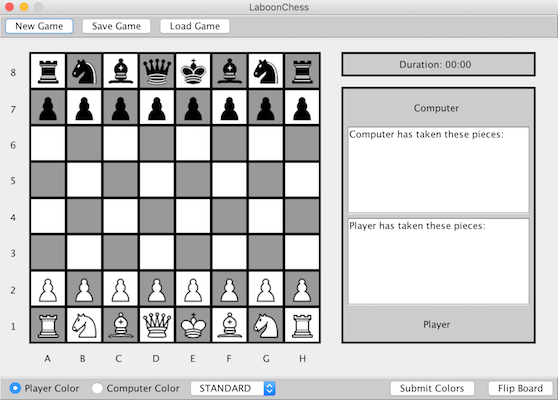 LaboonChess
New Game Save Game Load Game
Duration: 00:00
8
Computer
7
Computer has taken these pieces:
6
5
4
Player has taken these pieces:
3
2
1
Player
A B C D E F G H
Player Color Computer Color STANDARD Submit Colors Flip Board